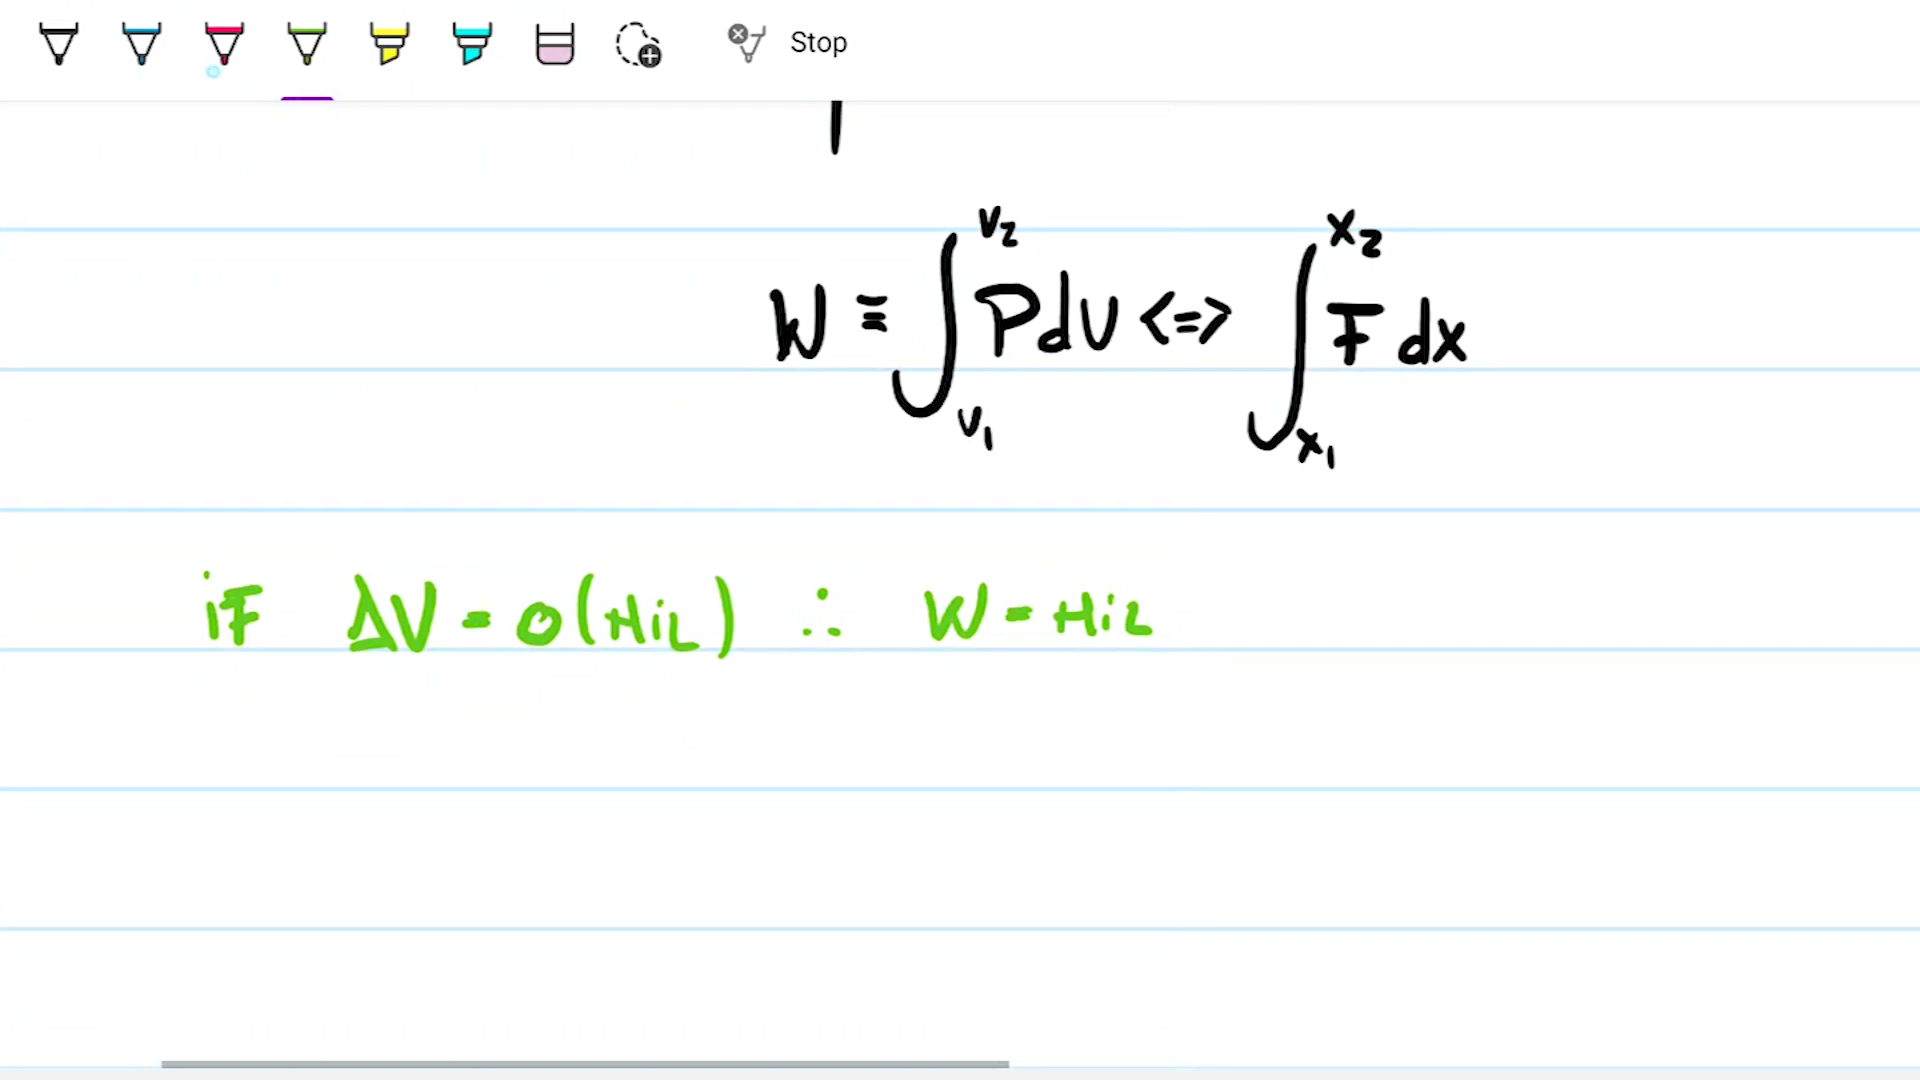 Stop
W ≡ ∫_{V1}^{V2} PdV <=> ∫_{x1}^{x2} F dx
iF ΔV = 0 (HiL) ∴ W = HiL